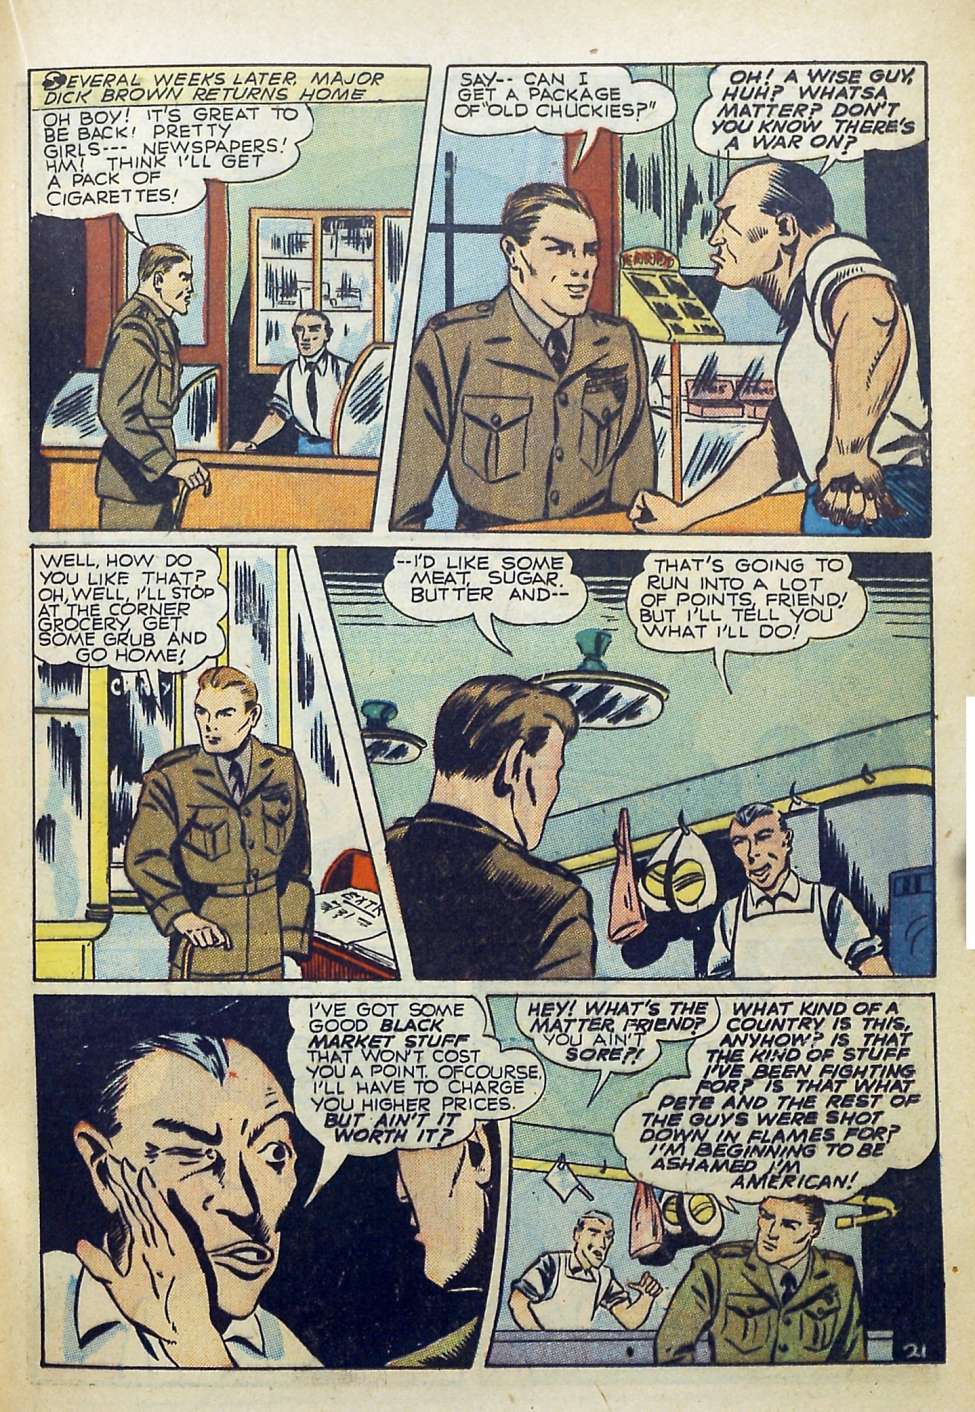 SEVERAL WEEKS LATER, MAJOR
DICK BROWN RETURNS HOME
OH BOY! IT'S GREAT TO
BE BACK! PRETTY
GIRLS--- NEWSPAPERS!
HM! THINK I'LL GET
A PACK OF
CIGARETTES!
SAY-- CAN I
GET A PACKAGE
OF "OLD CHUCKIES?"
OH! A WISE GUY,
HUH? WHATSA
MATTER? DON'T
YOU KNOW THERE'S
A WAR ON?
WELL, HOW DO
YOU LIKE THAT?
OH, WELL, I'LL STOP
AT THE CORNER
GROCERY, GET
SOME GRUB AND
GO HOME!
EXTRA
--I'D LIKE SOME
MEAT, SUGAR.
BUTTER AND--
THAT'S GOING TO
RUN INTO A LOT
OF POINTS, FRIEND!
BUT I'LL TELL YOU
WHAT I'LL DO!
I'VE GOT SOME
GOOD BLACK
MARKET STUFF
THAT WON'T COST
YOU A POINT. OFCOURSE,
I'LL HAVE TO CHARGE
YOU HIGHER PRICES.
BUT AIN'T IT
WORTH IT?
HEY! WHAT'S THE
MATTER FRIEND?
YOU AIN'T
SORE?!
WHAT KIND OF A
COUNTRY IS THIS,
ANYHOW? IS THAT
THE KIND OF STUFF
I'VE BEEN FIGHTING
FOR? IS THAT WHAT
PETE AND THE REST OF
THE GUYS WERE SHOT
DOWN IN FLAMES FOR?
I'M BEGINNING TO BE
ASHAMED I'M
AMERICAN!
21